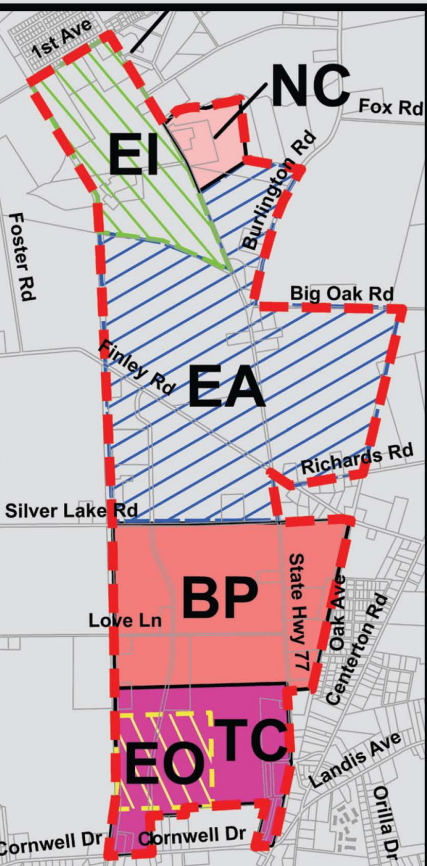 1st Ave
NC
Fox Rd
EI
Burlington Rd
Foster Rd
Big Oak Rd
Finley Rd
EA
Richards Rd
Silver Lake Rd
BP
State Hwy 77
Oak Ave
Love Ln
Centerton Rd
TC
EO
Landis Ave
Orilla Dr
Cornwell Dr
Cornwell Dr